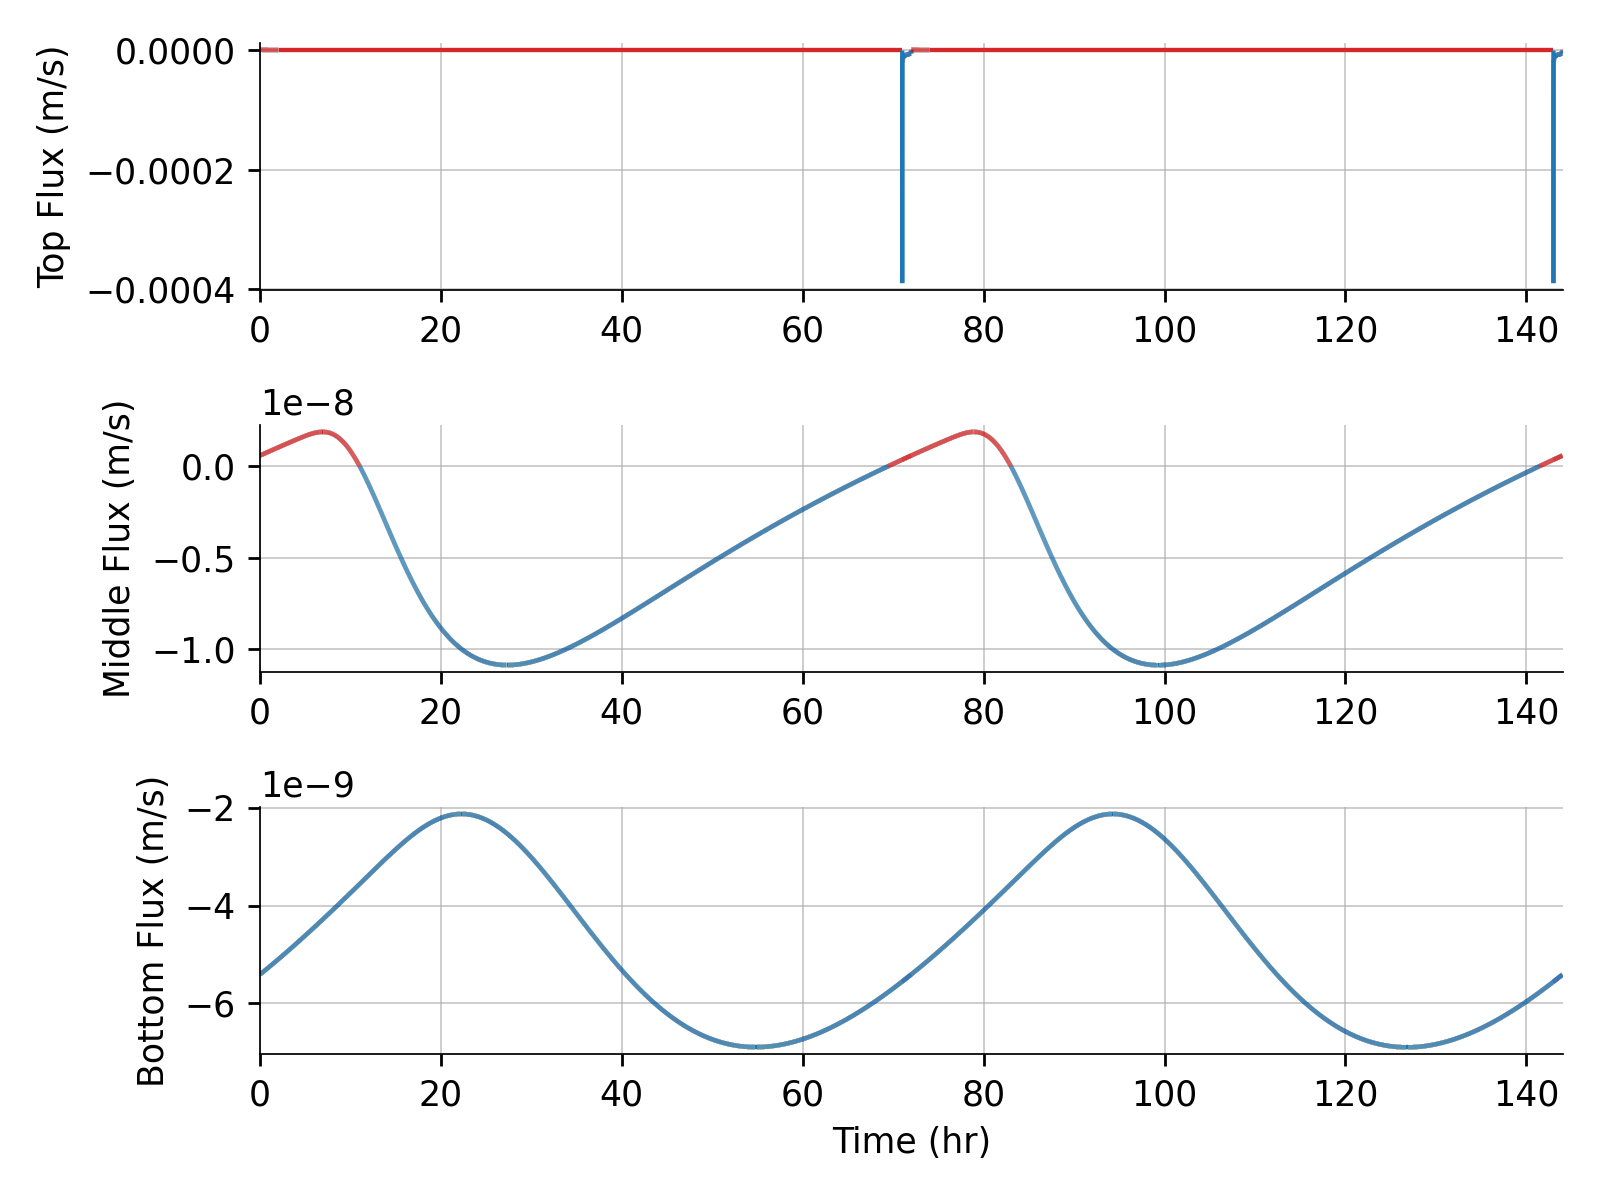 Top Flux (m/s)
0.0000
−0.0002
−0.0004
0 20 40 60 80 100 120 140
1e−8
Middle Flux (m/s)
0.0
−0.5
−1.0
0 20 40 60 80 100 120 140
1e−9
Bottom Flux (m/s)
−2
−4
−6
0 20 40 60 80 100 120 140
Time (hr)